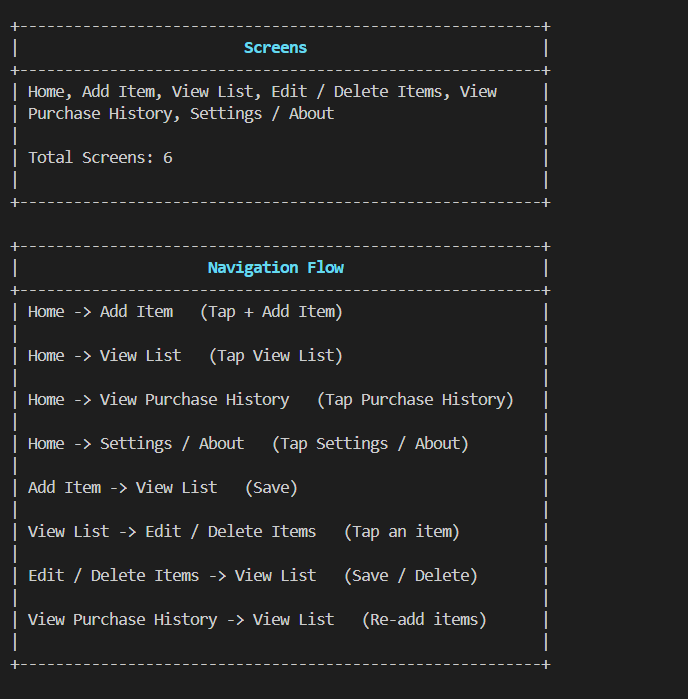 Screens
Home, Add Item, View List, Edit / Delete Items, View
Purchase History, Settings / About
Total Screens: 6
Navigation Flow
Home -> Add Item   (Tap + Add Item)
Home -> View List   (Tap View List)
Home -> View Purchase History   (Tap Purchase History)
Home -> Settings / About   (Tap Settings / About)
Add Item -> View List   (Save)
View List -> Edit / Delete Items   (Tap an item)
Edit / Delete Items -> View List   (Save / Delete)
View Purchase History -> View List   (Re-add items)